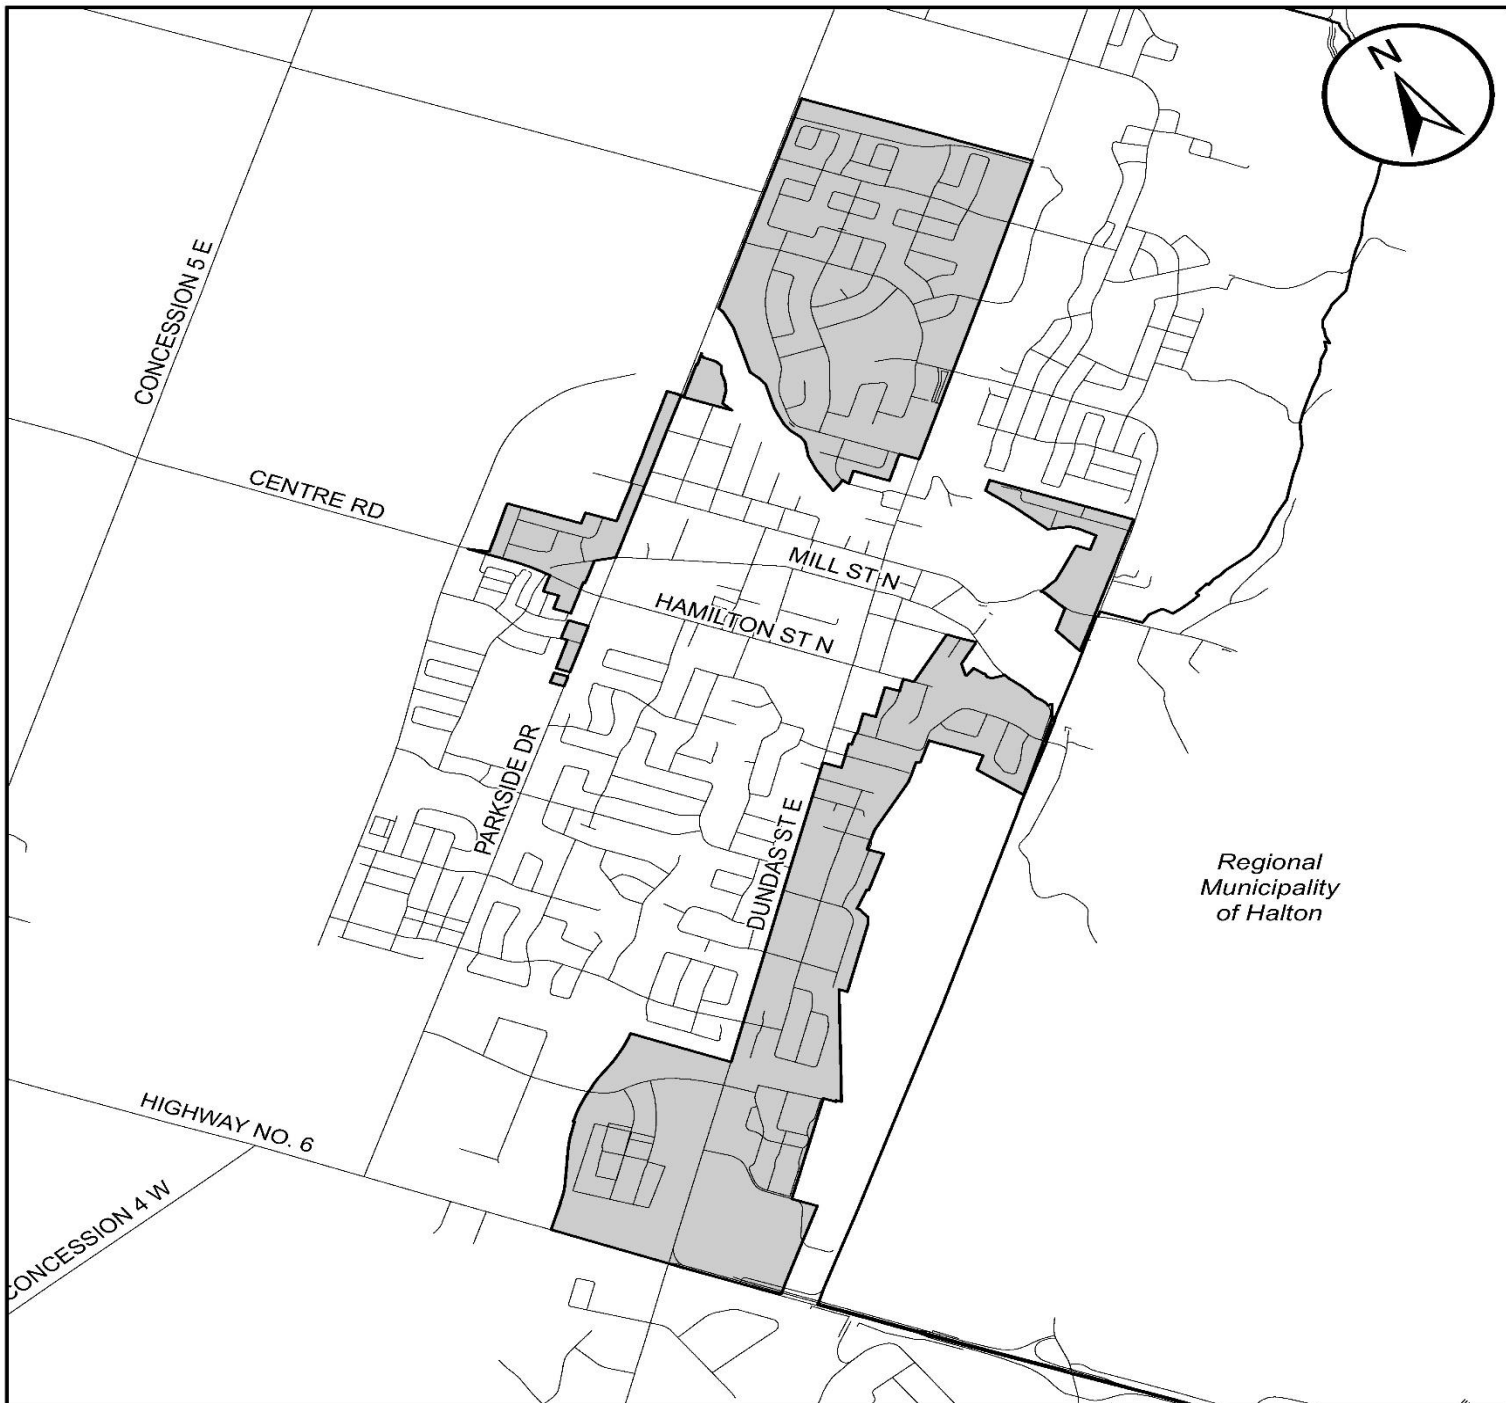 N
CONCESSION 5 E
CENTRE RD
MILL ST N
HAMILTON ST N
PARKSIDE DR
DUNDAS ST E
Regional
Municipality
of Halton
HIGHWAY NO. 6
CONCESSION 4 W